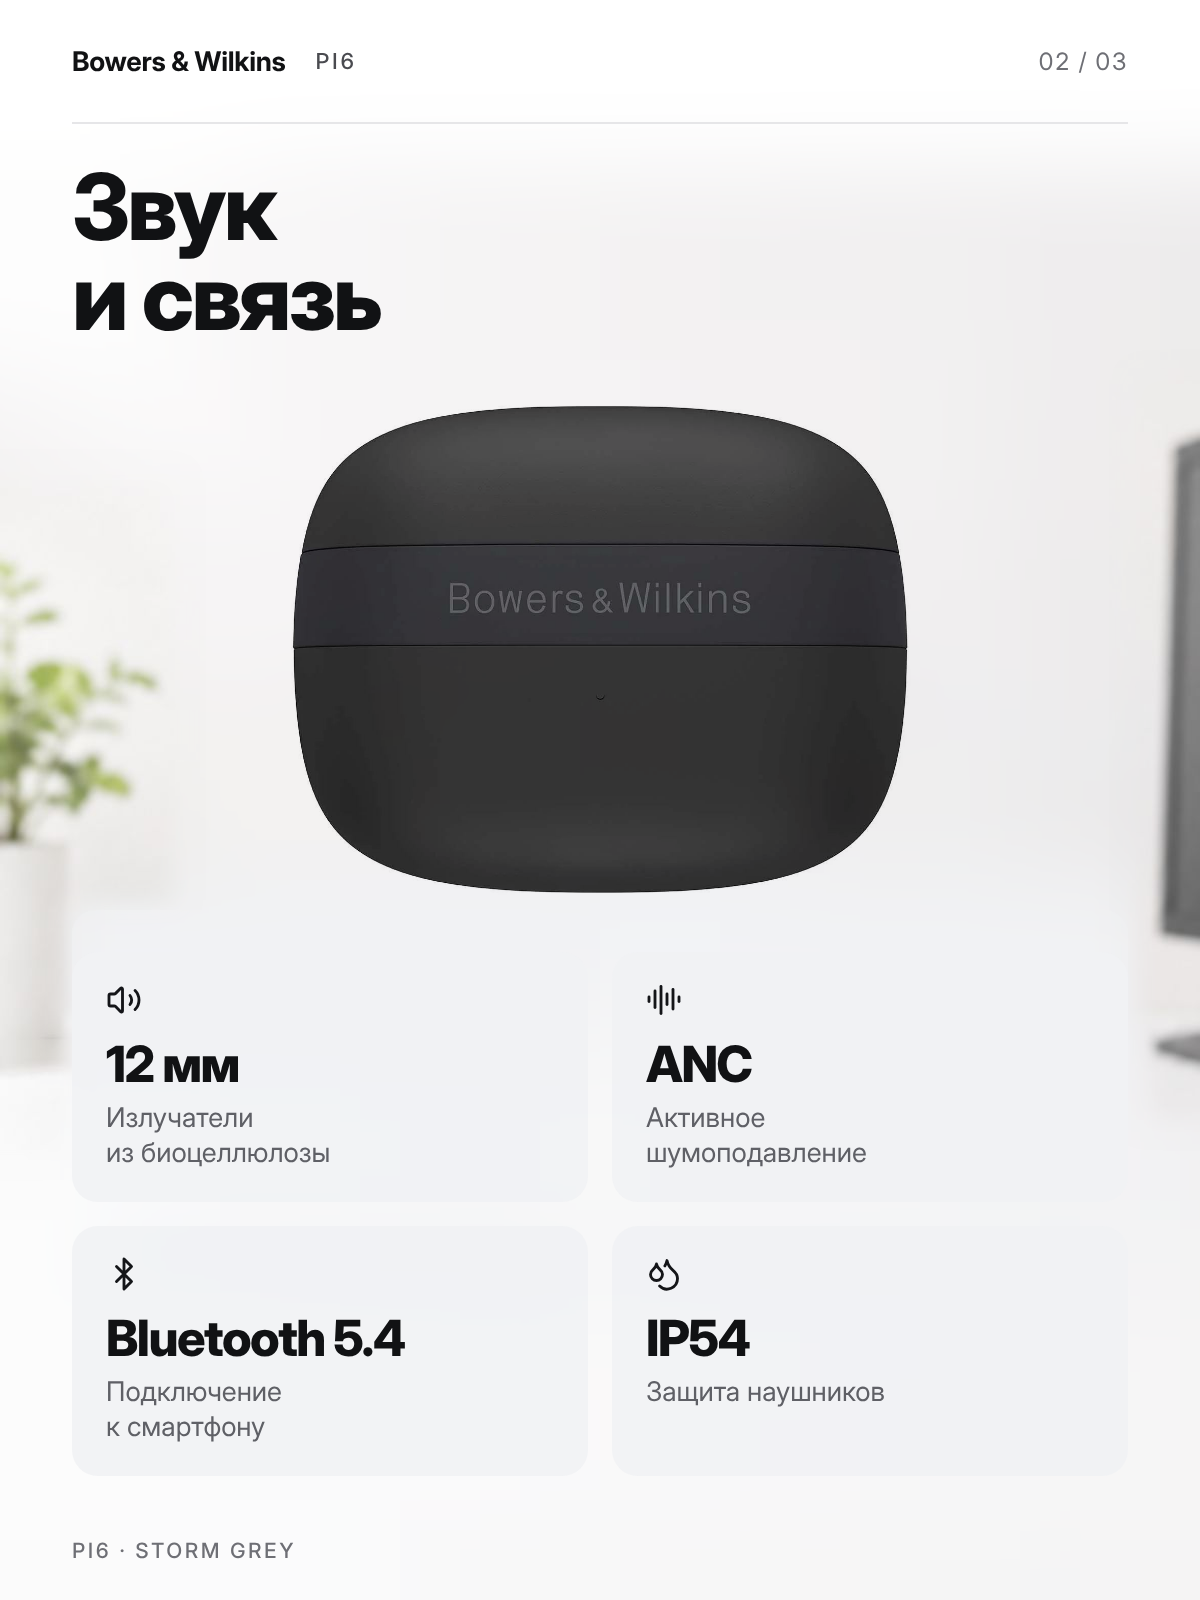 Bowers & Wilkins PI6
02 / 03
Звук
и связь
Bowers & Wilkins
12 мм
Излучатели
из биоцеллюлозы
ANC
Активное
шумоподавление
Bluetooth 5.4
Подключение
к смартфону
IP54
Защита наушников
PI6 · STORM GREY